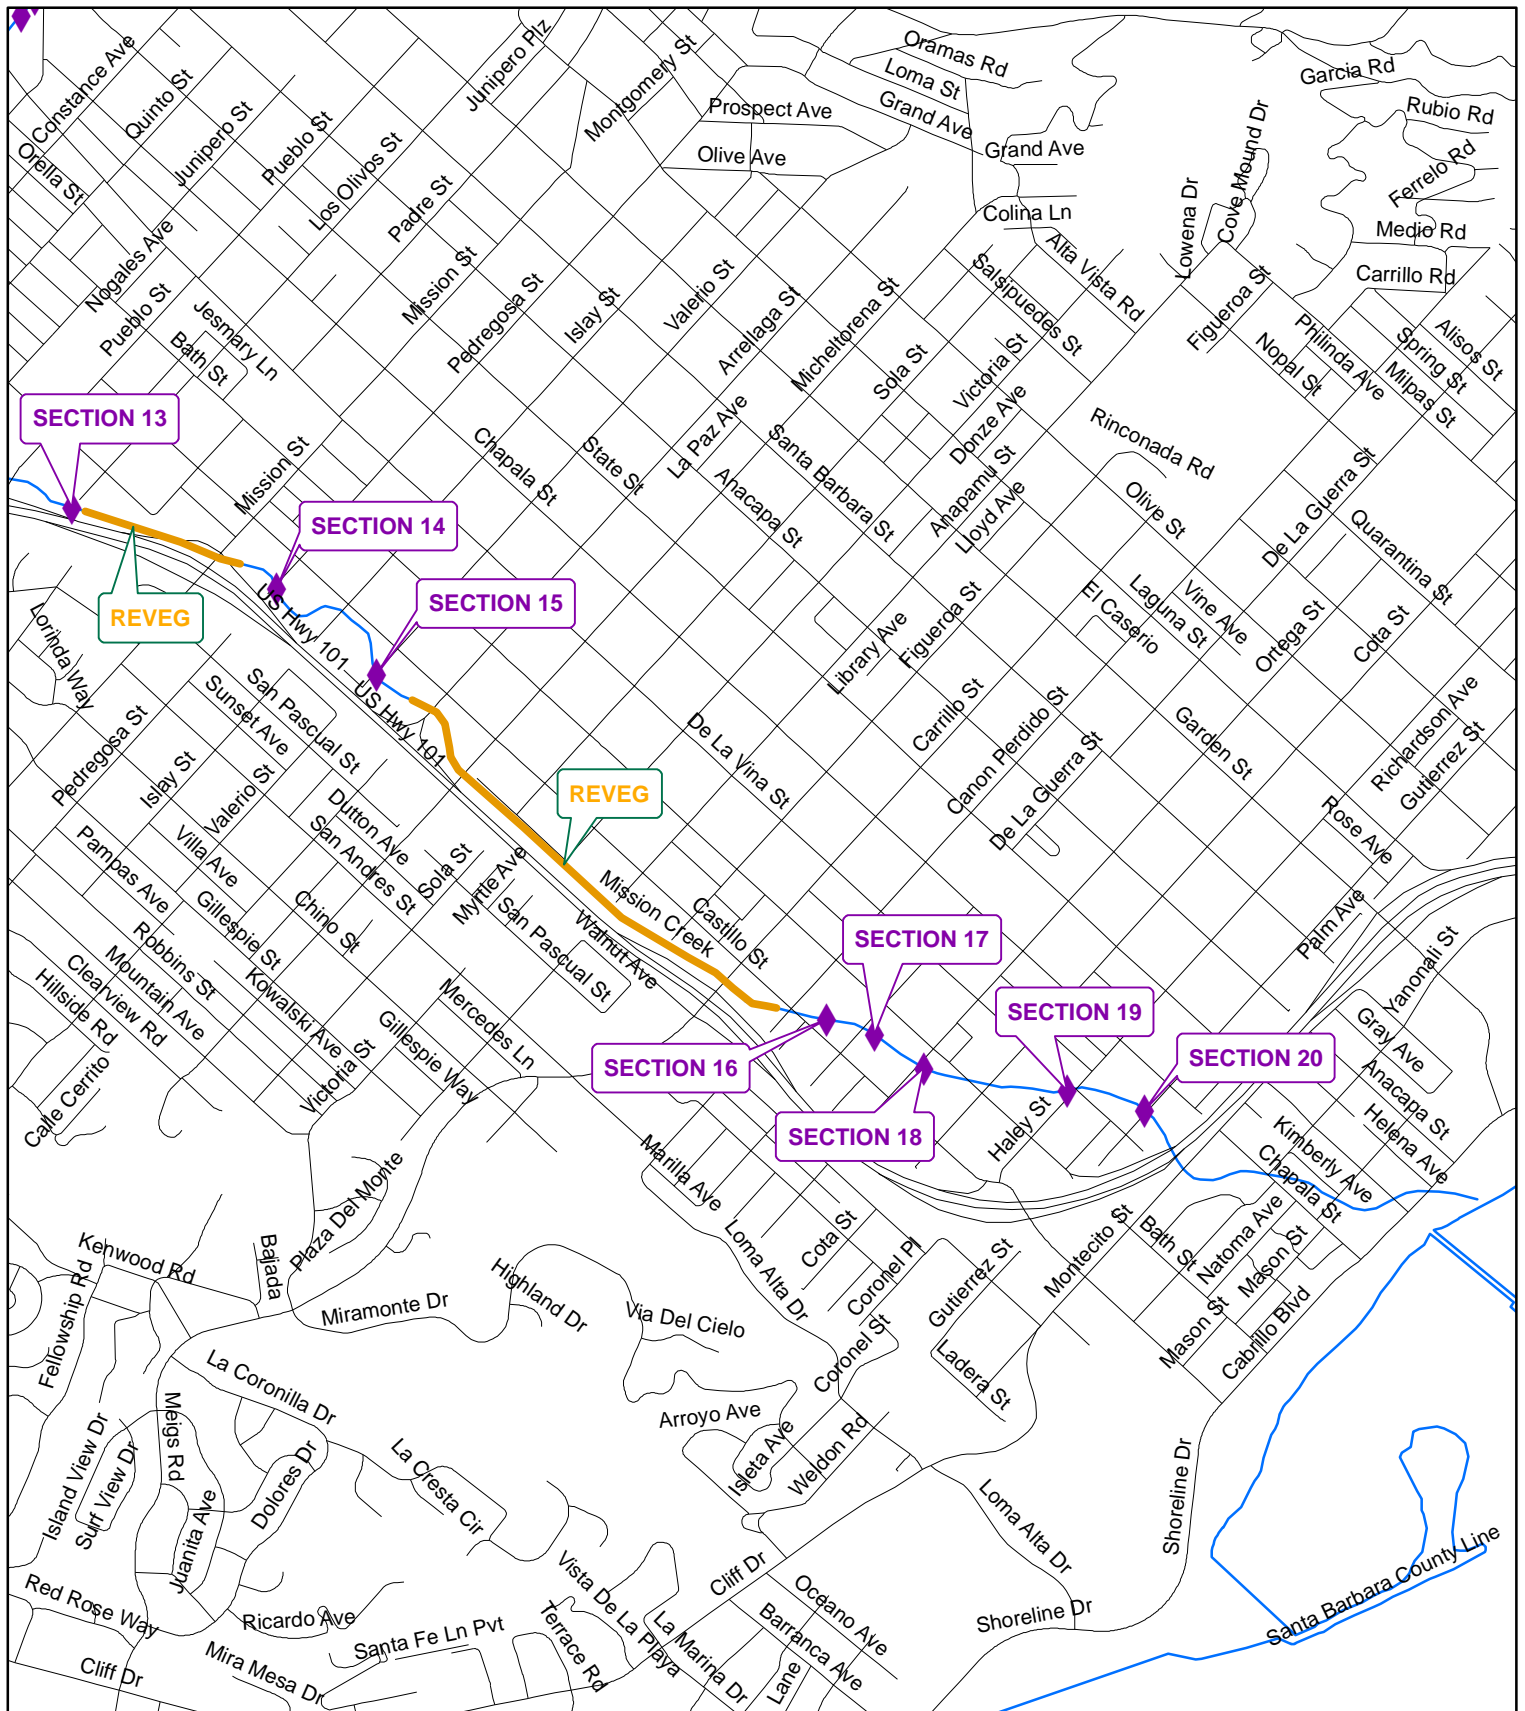 Constance Ave
Quinto St
Junipero St
Orella St
Pueblo St
Los Olivos St
Junipero Plz
Padre St
Montgomery St
Prospect Ave
Olive Ave
Oramas Rd
Loma St
Grand Ave
Grand Ave
Colina Ln
Alta Vista Rd
Garcia Rd
Rubio Rd
Ferrelo Rd
Medio Rd
Carrillo Rd
Cove Mound Dr
Lowena Dr
Nogales Ave
Pueblo St
Jesmary Ln
Bath St
Mission St
Pedregosa St
Islay St
Valerio St
Arrellaga St
Micheltorena St
Sola St
Salsipuedes St
Victoria St
Donze Ave
Figueroa St
Nopal St
Philinda Ave
Spring St
Alisos St
Milpas St
SECTION 13
Mission St
Chapala St
State St
La Paz Ave
Anacapa St
Santa Barbara St
Anapamu St
Lloyd Ave
Rinconada Rd
Olive St
De La Guerra St
Quarantina St
SECTION 14
SECTION 15
REVEG
US Hwy 101
US Hwy 101
Lorinda Way
San Pascual St
Sunset Ave
Pedregosa St
Islay St
Valerio St
Library Ave
Figueroa St
El Caserio
Laguna St
Vine Ave
Ortega St
Cota St
Carrillo St
Canon Perdido St
De La Guerra St
Garden St
Richardson Ave
Gutierrez St
Rose Ave
De La Vina St
REVEG
Dutton Ave
San Andres St
Sola St
Myrtle Ave
Villa Ave
Pampas Ave
Gillespie St
Chino St
San Pascual St
Walnut Ave
Mission Creek
Castillo St
Palm Ave
Yanonali St
SECTION 17
SECTION 16
SECTION 19
SECTION 20
SECTION 18
Robbins St
Mountain Ave
Clearview Rd
Hillside Rd
Kowalski Ave
Gillespie Way
Mercedes Ln
Victoria St
Calle Cerrito
Gray Ave
Anacapa St
Helena Ave
Kimberly Ave
Chapala St
Haley St
Marilla Ave
Plaza Del Monte
Loma Alta Dr
Cota St
Coronel Pl
Gutierrez St
Montecito St
Bath St
Natoma Ave
Mason St
Mason St
Cabrillo Blvd
Kenwood Rd
Bajada
Fellowship Rd
Miramonte Dr
Highland Dr
Via Del Cielo
Coronel St
Ladera St
La Coronilla Dr
Meigs Rd
Arroyo Ave
Isleta Ave
Weldon Rd
Island View Dr
Surf View Dr
Dolores Dr
La Cresta Cir
Juanita Ave
Loma Alta Dr
Shoreline Dr
Santa Barbara County Line
Red Rose Way
Ricardo Ave
Cliff Dr
Mira Mesa Dr
Santa Fe Ln Pvt
Vista De La Playa
Terrace Rd
Cliff Dr
La Marina Dr
Oceano Ave
Barranca Ave
Lane
Shoreline Dr